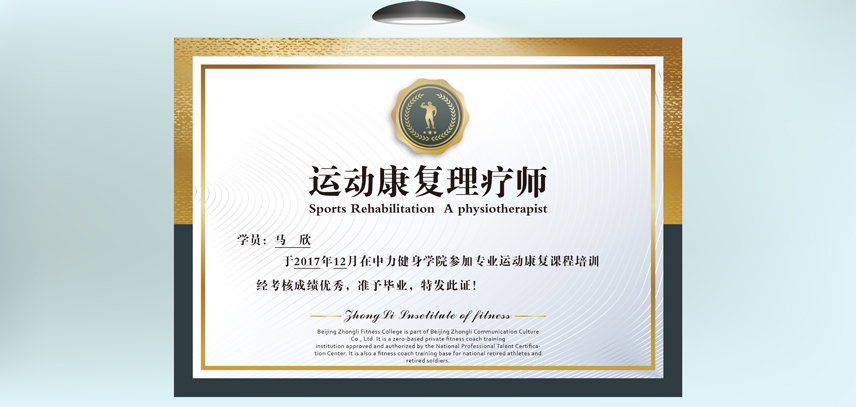 运动康复理疗师
Sports Rehabilitation A physiotherapist
学员：马 欣
于2017年12月在中力健身学院参加专业运动康复课程培训
经考核成绩优秀，准予毕业，特发此证！
ZhongLi Insetitute of fitness
Beijing Zhongli Fitness College is part of Beijing Zhongli Communication Culture
Co., Ltd. It is a zero-based private fitness coach training
institution approved and authorized by the National Professional Talent Certifica-
tion Center. It is also a fitness coach training base for national retired athletes and
retired soldiers.